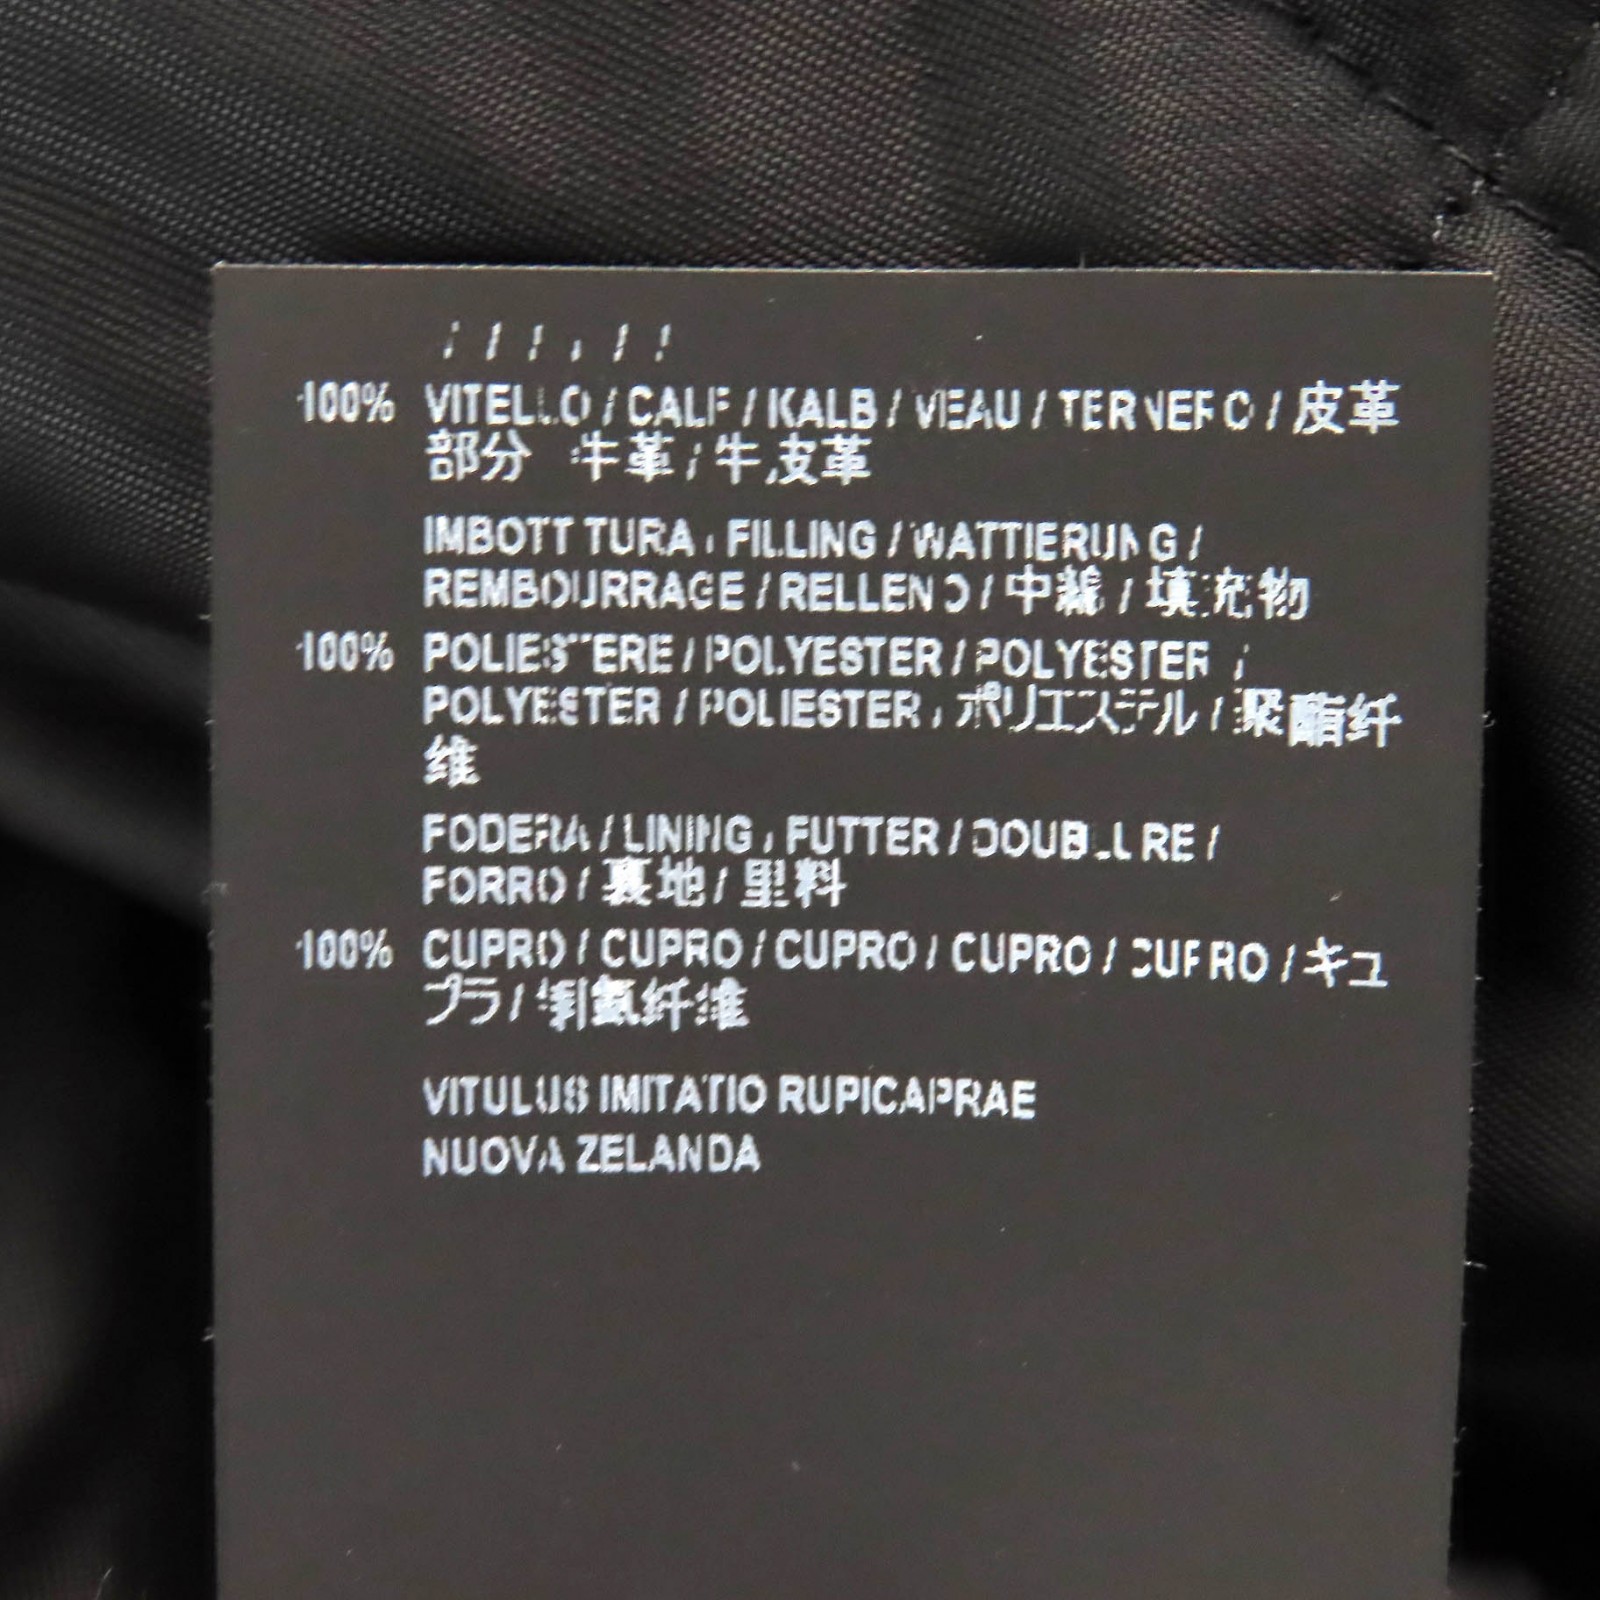 / / / / / /
100% VITELLO / CALF / KALB / VEAU / TERNERO / 皮革
部分 牛革 / 牛皮革
IMBOTTITURA / FILLING / WATTIERUNG /
REMBOURRAGE / RELLENO / 中綿 / 填充物
100% POLIESTERE / POLYESTER / POLYESTER /
POLYESTER / POLIESTER / ポリエステル / 聚酯纤
维
FODERA / LINING / FUTTER / DOUBLURE /
FORRO / 裏地 / 里料
100% CUPRO / CUPRO / CUPRO / CUPRO / CUPRO / キュ
プラ / 铜氨纤维
VITULUS IMITATIO RUPICAPRAE
NUOVA ZELANDA